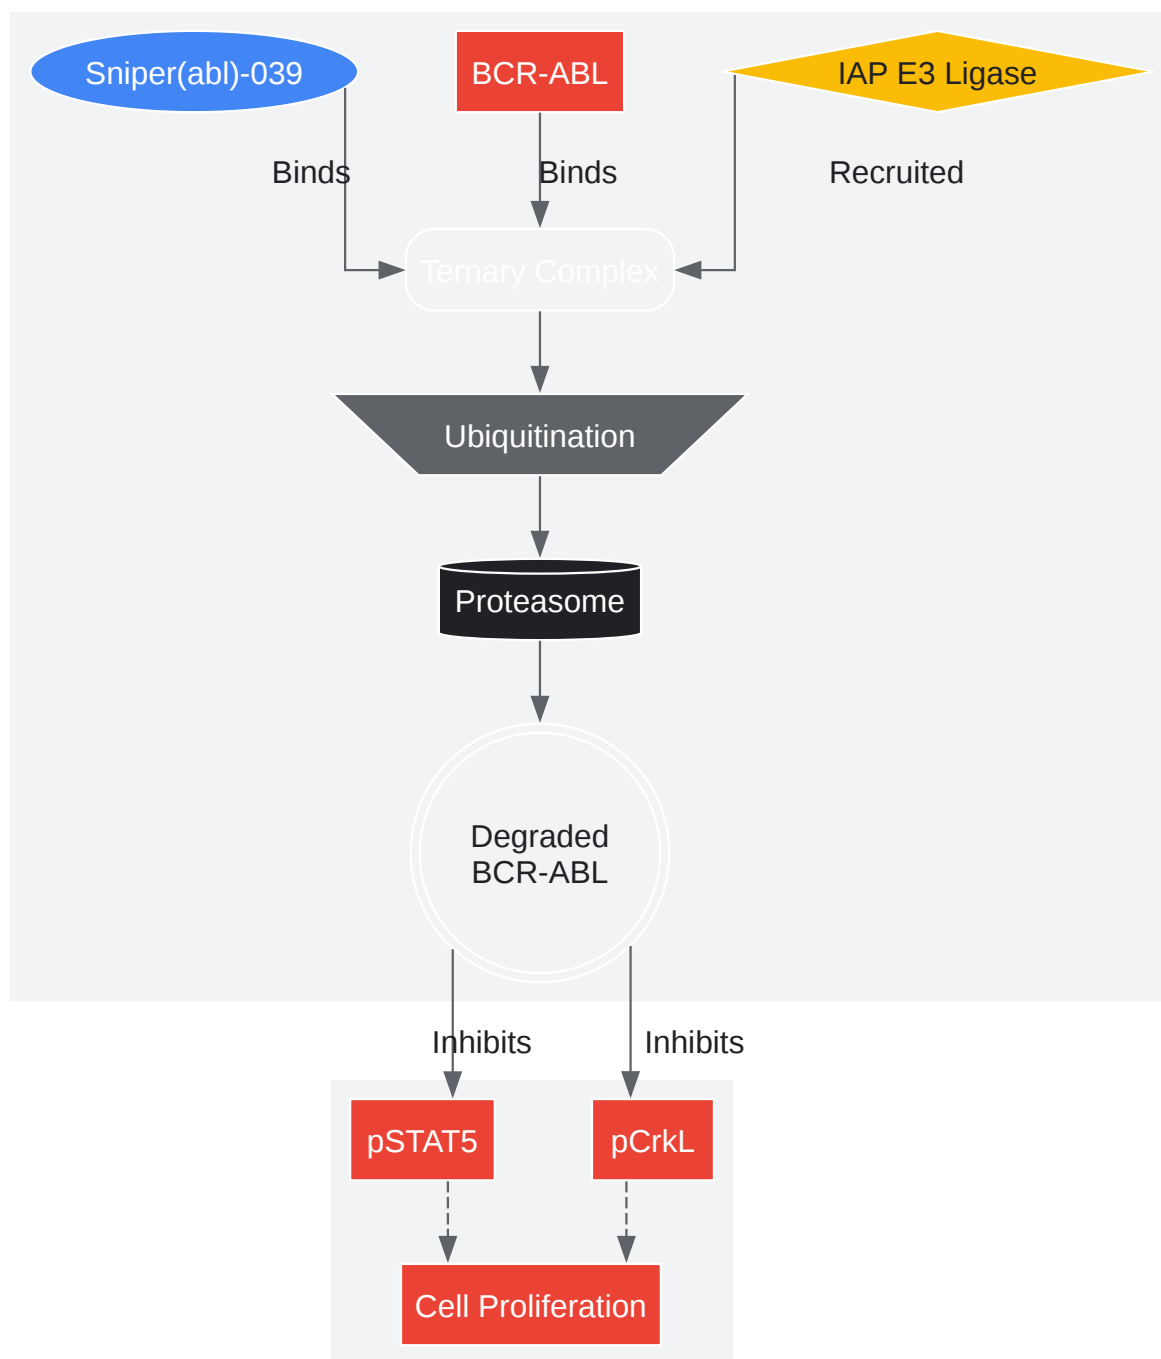 Sniper(abl)-039
BCR-ABL
IAP E3 Ligase
Binds
Binds
Recruited
Ternary Complex
Ubiquitination
Proteasome
Degraded
BCR-ABL
Inhibits
Inhibits
pSTAT5
pCrkL
Cell Proliferation